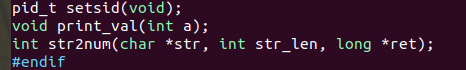 pid_t setsid(void);
void print_val(int a);
int str2num(char *str, int str_len, long *ret);
#endif